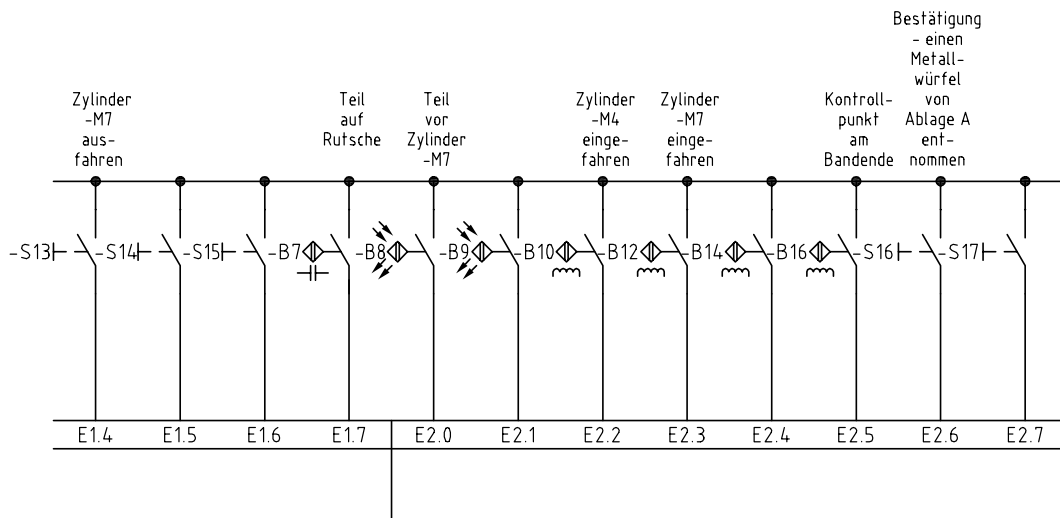 Zylinder
-M7
aus-
fahren
Teil
auf
Rutsche
Teil
vor
Zylinder
-M7
Zylinder
-M4
eingе-
fahren
Zylinder
-M7
einge-
fahren
Kontroll-
punkt
am
Bandende
Bestätigung
- einen
Metall-
würfel
von
Ablage A
ent-
nommen
-S13 -S14 -S15 -B7 -B8 -B9 -B10 -B12 -B14 -B16 -S16 -S17
E1.4 E1.5 E1.6 E1.7 E2.0 E2.1 E2.2 E2.3 E2.4 E2.5 E2.6 E2.7